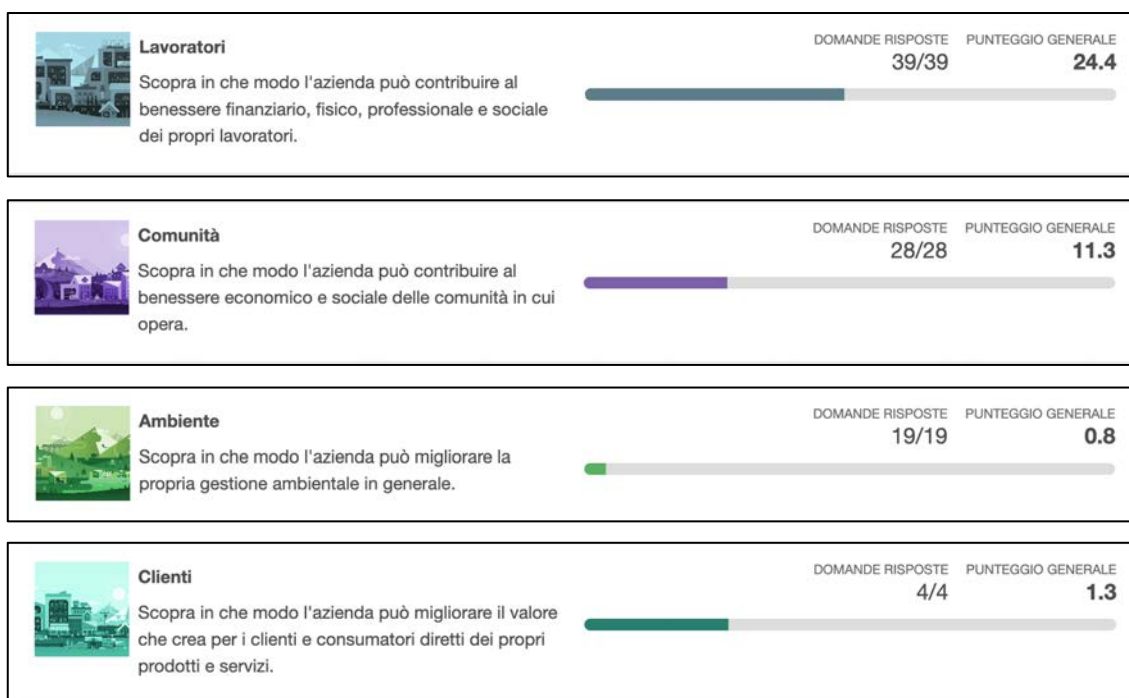 Lavoratori
Scopra in che modo l'azienda può contribuire al
benessere finanziario, fisico, professionale e sociale
dei propri lavoratori.
DOMANDE RISPOSTE PUNTEGGIO GENERALE
39/39 24.4
Comunità
Scopra in che modo l'azienda può contribuire al
benessere economico e sociale delle comunità in cui
opera.
DOMANDE RISPOSTE PUNTEGGIO GENERALE
28/28 11.3
Ambiente
Scopra in che modo l'azienda può migliorare la
propria gestione ambientale in generale.
DOMANDE RISPOSTE PUNTEGGIO GENERALE
19/19 0.8
Clienti
Scopra in che modo l'azienda può migliorare il valore
che crea per i clienti e consumatori diretti dei propri
prodotti e servizi.
DOMANDE RISPOSTE PUNTEGGIO GENERALE
4/4 1.3